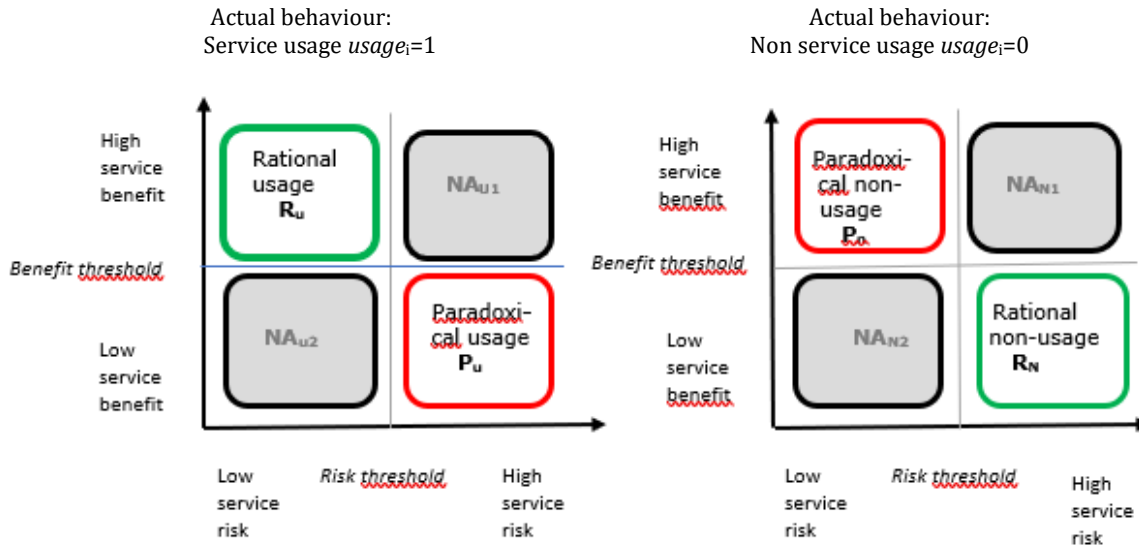 Actual behaviour:
Service usage usageᵢ=1
High
service
benefit
Rational
usage
Rᵤ
NAU1
Benefit threshold
Low
service
benefit
NAu2
Paradoxi-
cal usage
Pᵤ
Low
service
risk
Risk threshold
High
service
risk
Actual behaviour:
Non service usage usageᵢ=0
High
service
benefit
Paradoxi-
cal non-
usage
Pₙ
NAN1
Benefit threshold
Low
service
benefit
NAN2
Rational
non-usage
RN
Low
service
risk
Risk threshold
High
service
risk